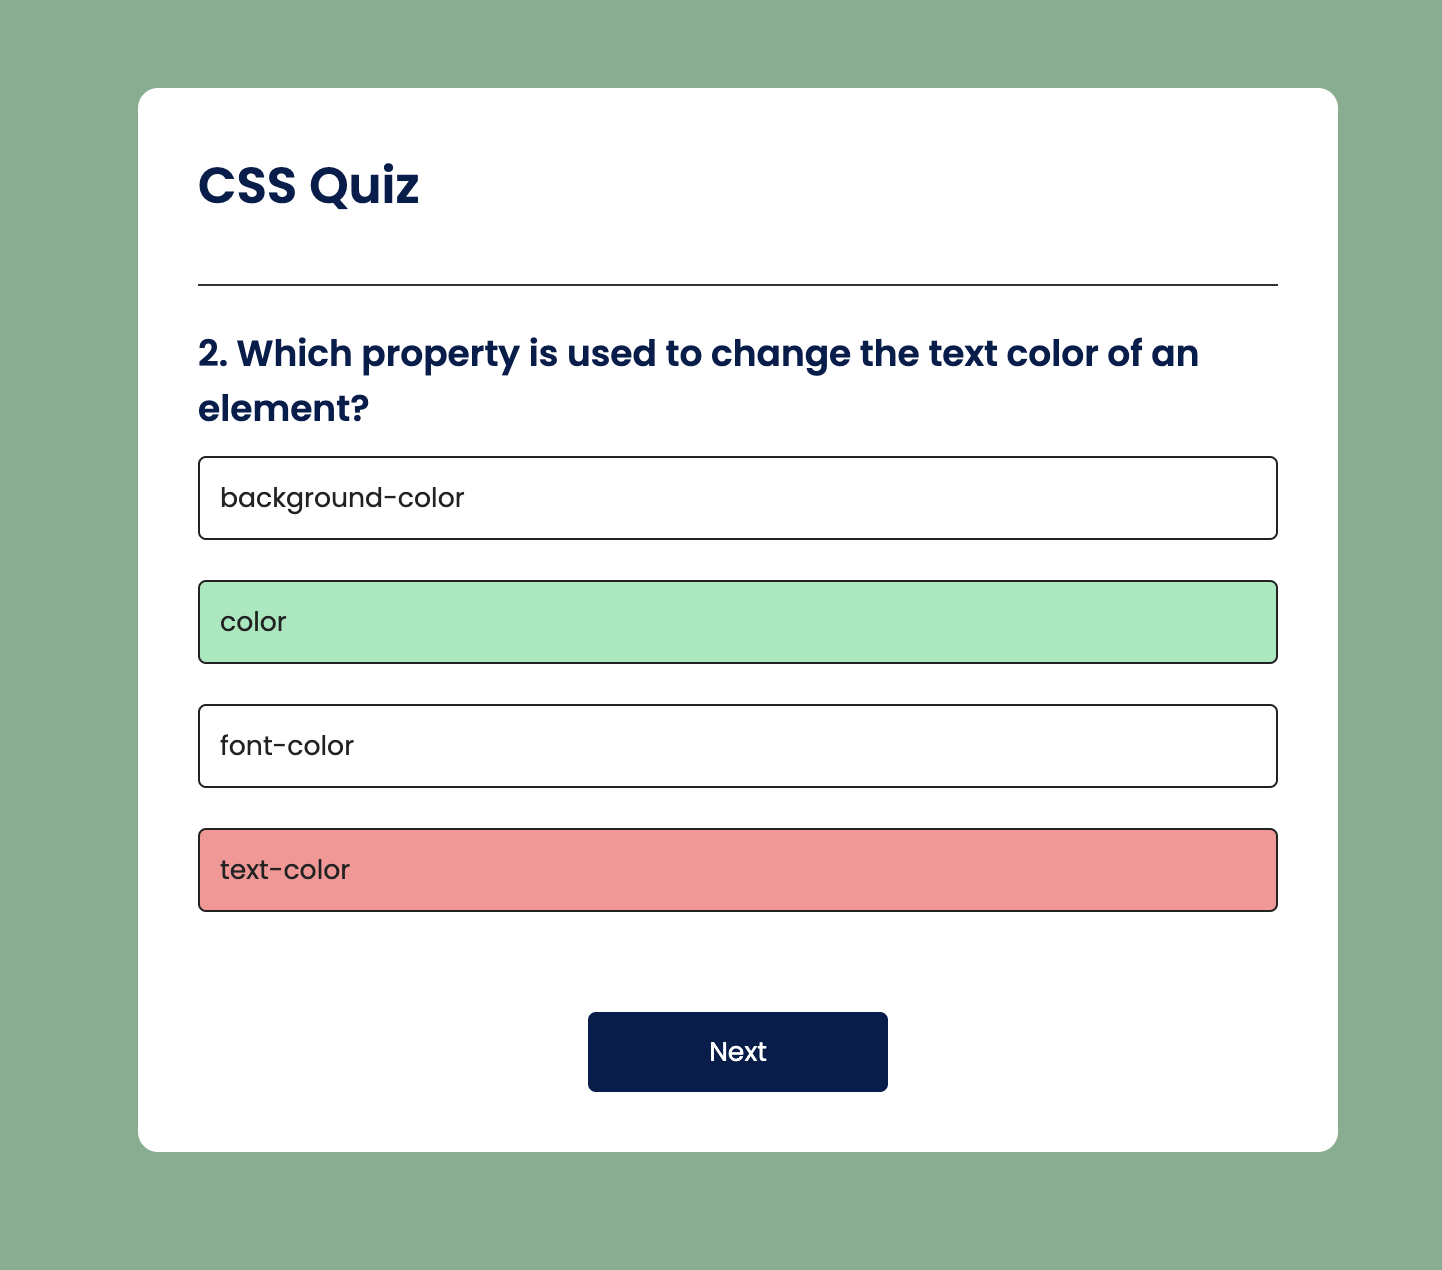 CSS Quiz
2. Which property is used to change the text color of an
element?
background-color
color
font-color
text-color
Next